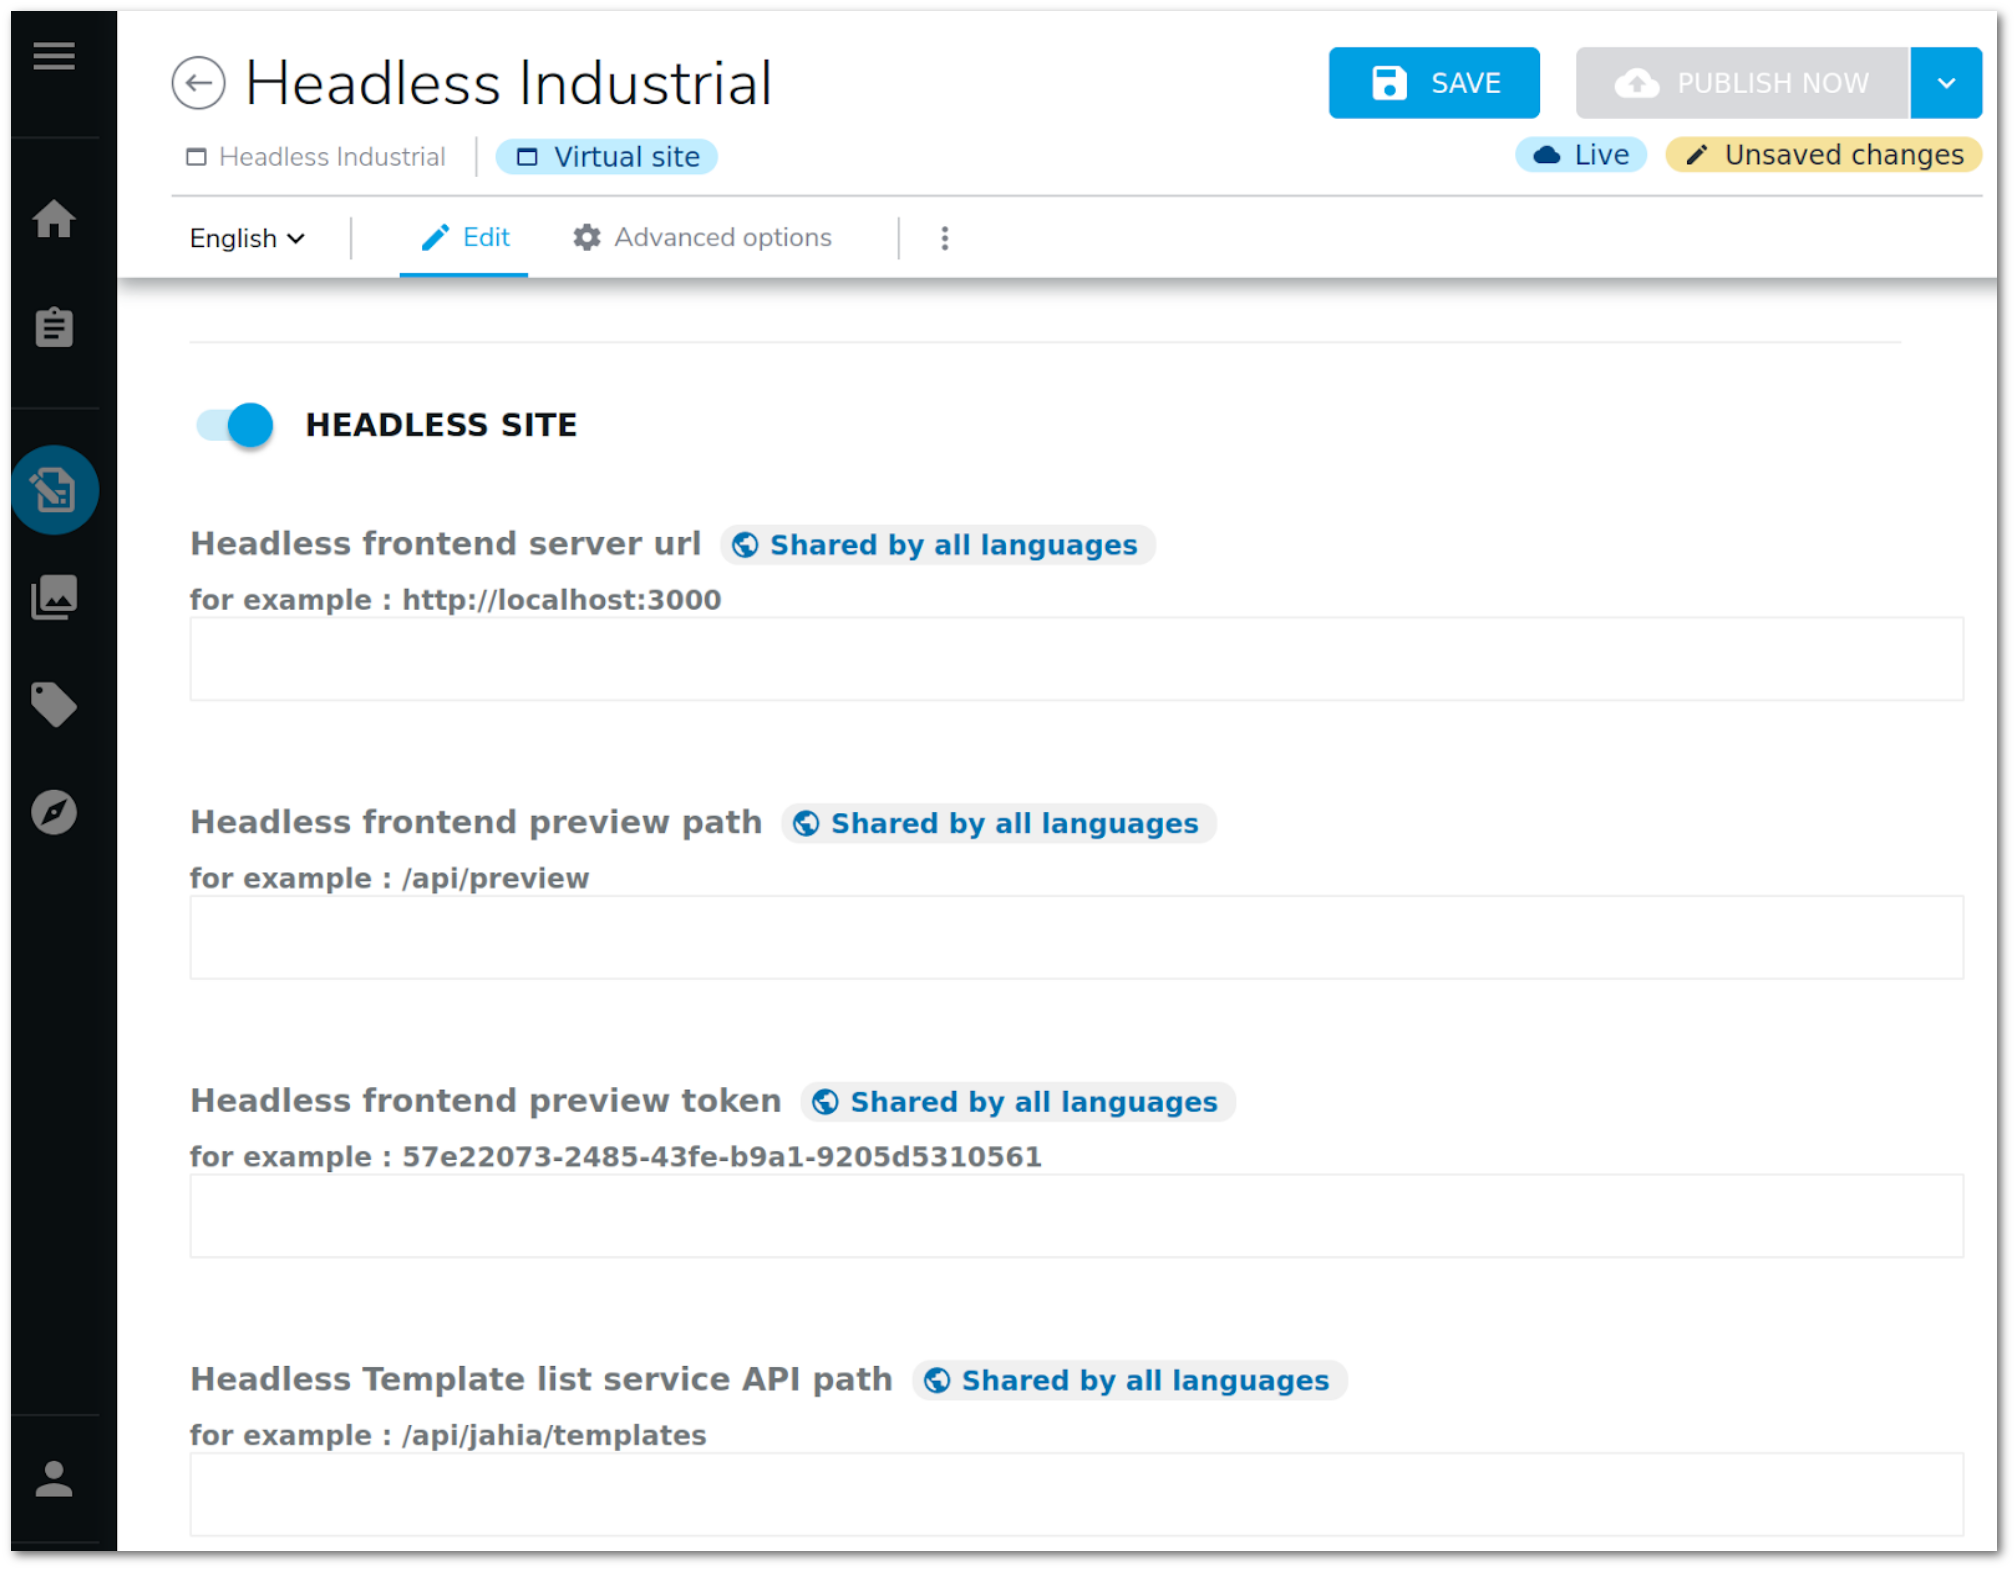 Headless Industrial
SAVE
PUBLISH NOW
Headless Industrial
Virtual site
Live
Unsaved changes
English
Edit
Advanced options
HEADLESS SITE
Headless frontend server url
Shared by all languages
for example : http://localhost:3000
Headless frontend preview path
Shared by all languages
for example : /api/preview
Headless frontend preview token
Shared by all languages
for example : 57e22073-2485-43fe-b9a1-9205d5310561
Headless Template list service API path
Shared by all languages
for example : /api/jahia/templates